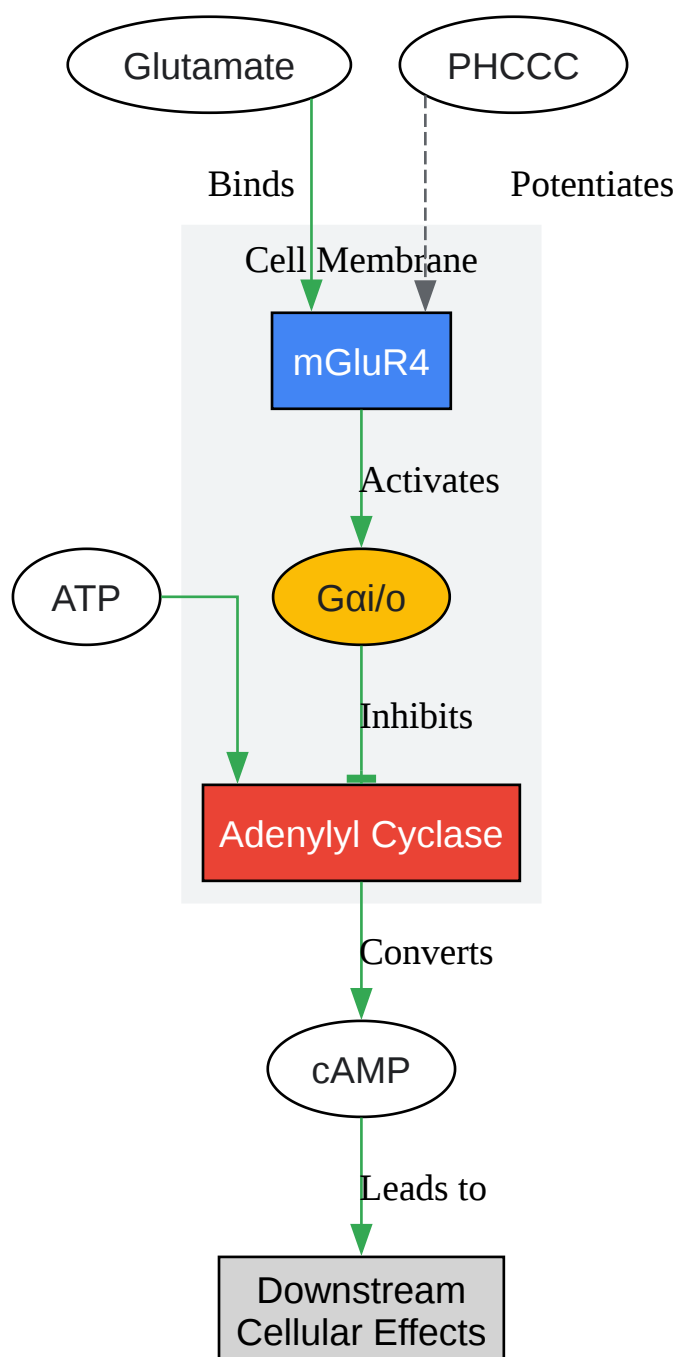 Glutamate
PHCCC
Binds
Potentiates
Cell Membrane
mGluR4
Activates
ATP
Gαi/o
Inhibits
Adenylyl Cyclase
Converts
cAMP
Leads to
Downstream
Cellular Effects